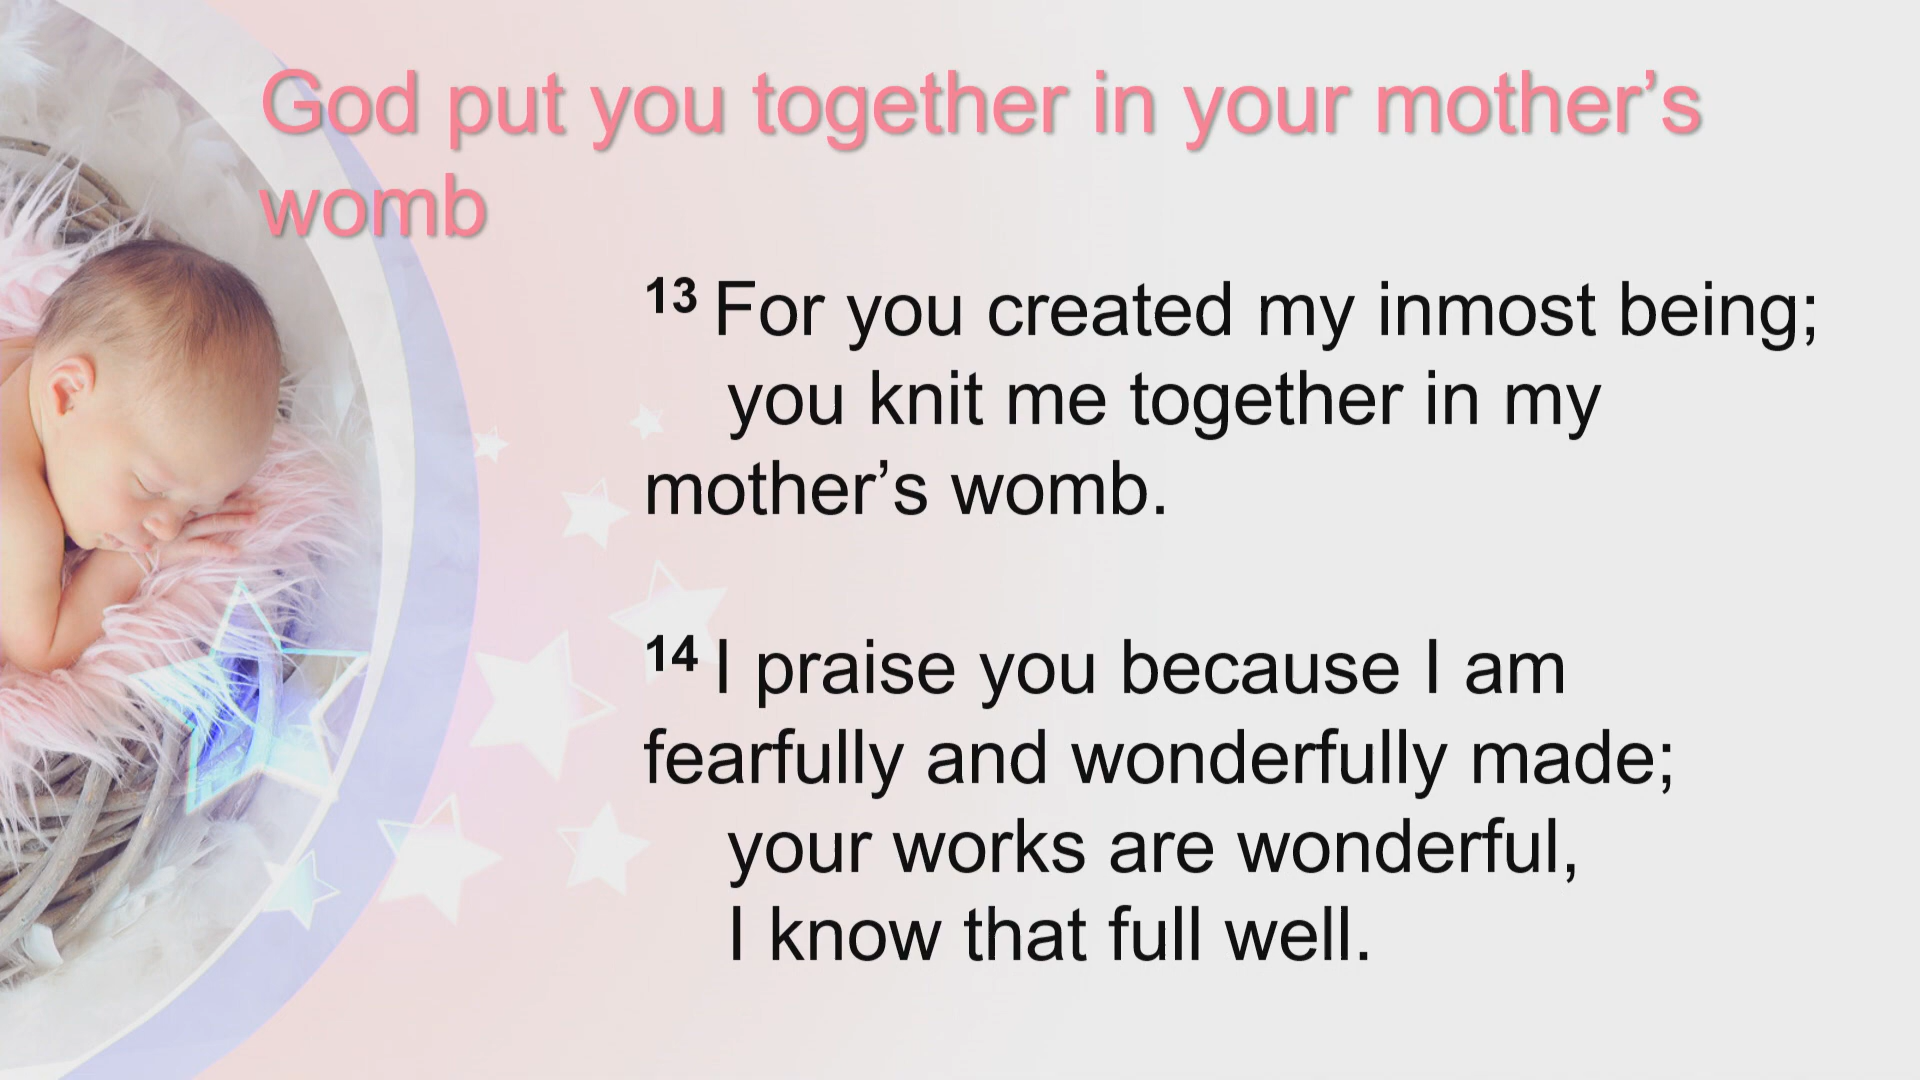 God put you together in your mother’s
womb
13 For you created my inmost being;
you knit me together in my
mother’s womb.
14 I praise you because I am
fearfully and wonderfully made;
your works are wonderful,
I know that full well.